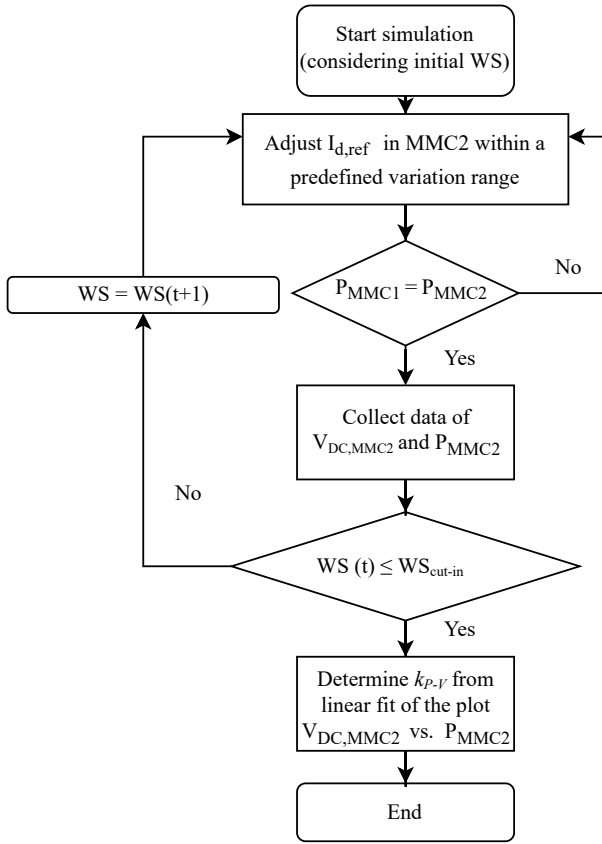 Start simulation
(considering initial WS)
Adjust I_d,ref in MMC2 within a
predefined variation range
P_MMC1 = P_MMC2
No
WS = WS(t+1)
Yes
Collect data of
V_DC,MMC2 and P_MMC2
No
WS (t) ≤ WS_cut-in
Yes
Determine k_P-V from
linear fit of the plot
V_DC,MMC2 vs. P_MMC2
End